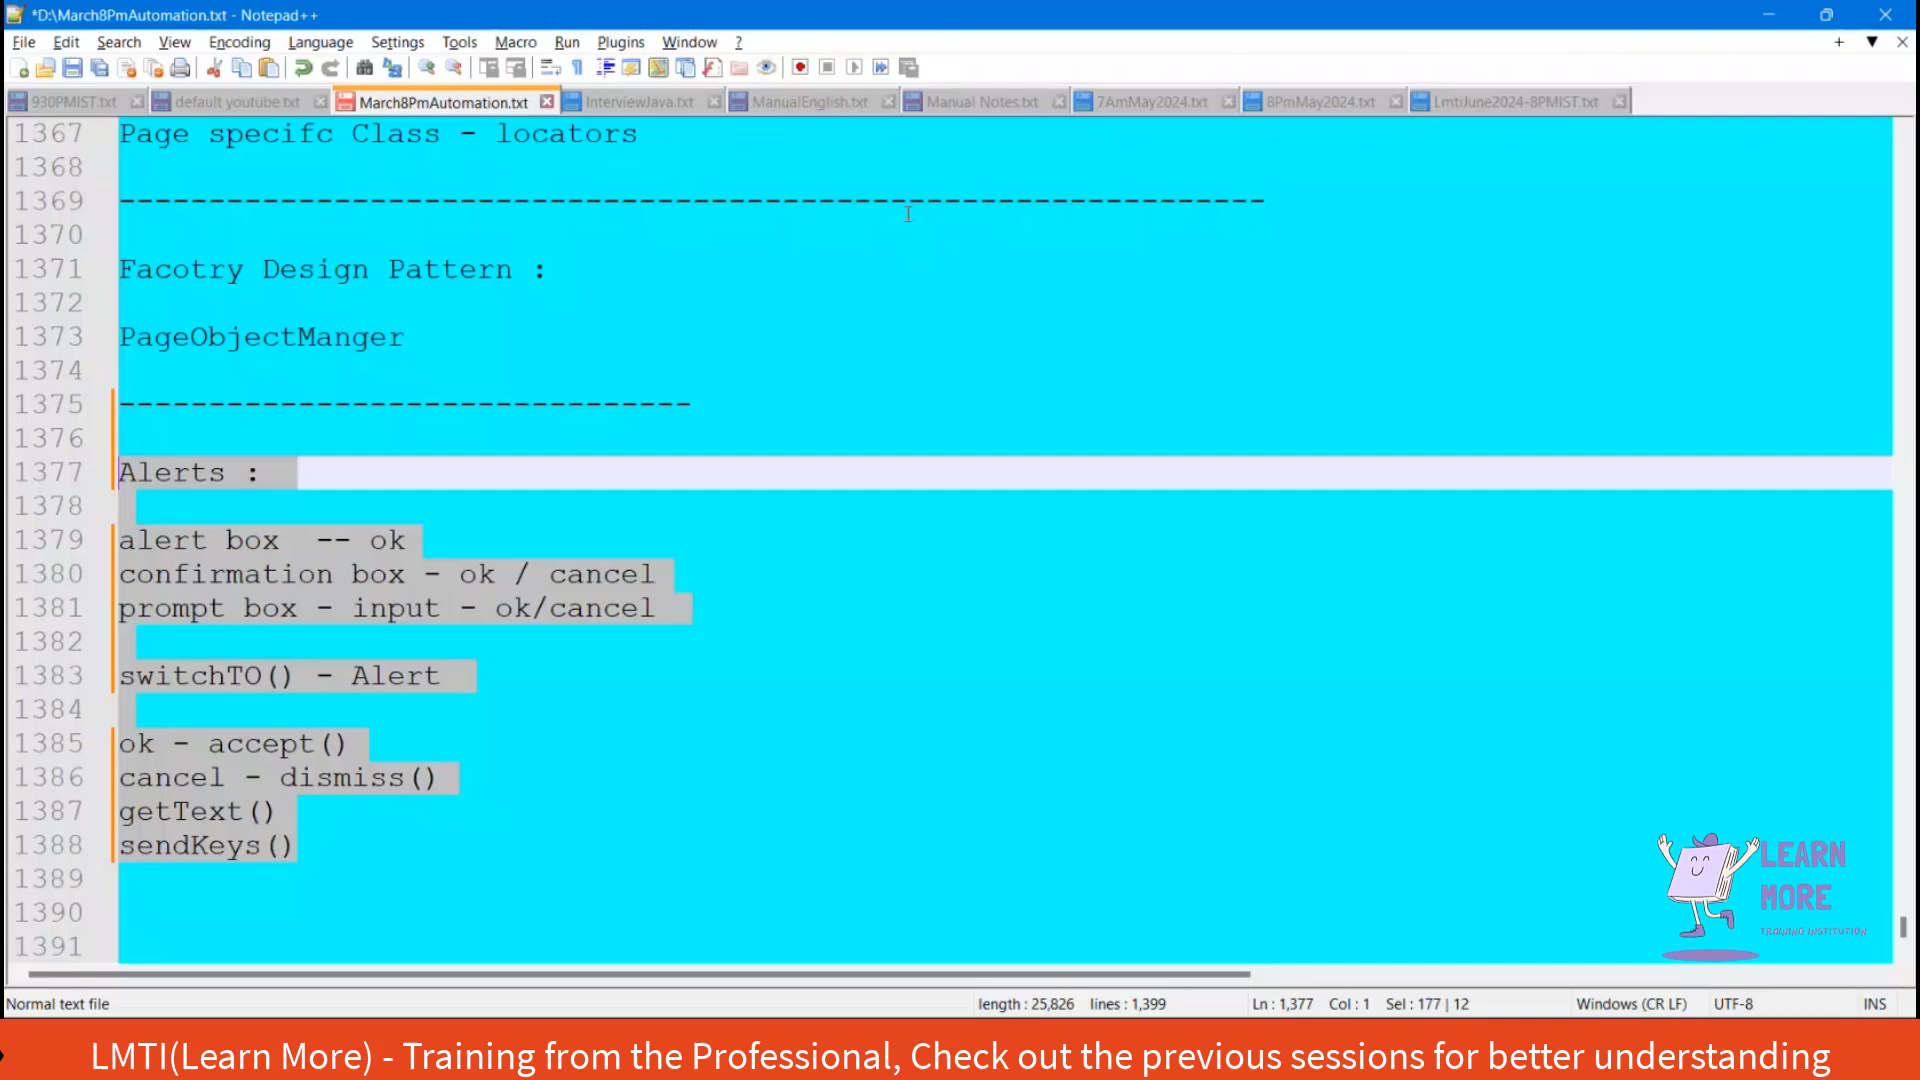 *D:\March8PmAutomation.txt - Notepad++
File Edit Search View Encoding Language Settings Tools Macro Run Plugins Window ?
930PMIST.txt default youtube.txt March8PmAutomation.txt InterviewJava.txt ManualEnglish.txt Manual Notes.txt 7AmMay2024.txt 8PmMay2024.txt LmtiJune2024-8PMIST.txt
1367 Page specifc Class - locators
1368
1369 ----------------------------------------------------------------
1370
1371 Facotry Design Pattern :
1372
1373 PageObjectManger
1374
1375 --------------------------------
1376
1377 Alerts :
1378
1379 alert box  -- ok
1380 confirmation box - ok / cancel
1381 prompt box - input - ok/cancel
1382
1383 switchTO() - Alert
1384
1385 ok - accept()
1386 cancel - dismiss()
1387 getText()
1388 sendKeys()
1389
1390
1391
LEARN
MORE
TRAINING INSTITUTION
Normal text file length : 25,826 lines : 1,399 Ln : 1,377 Col : 1 Sel : 177 | 12 Windows (CR LF) UTF-8 INS
LMTI(Learn More) - Training from the Professional, Check out the previous sessions for better understanding